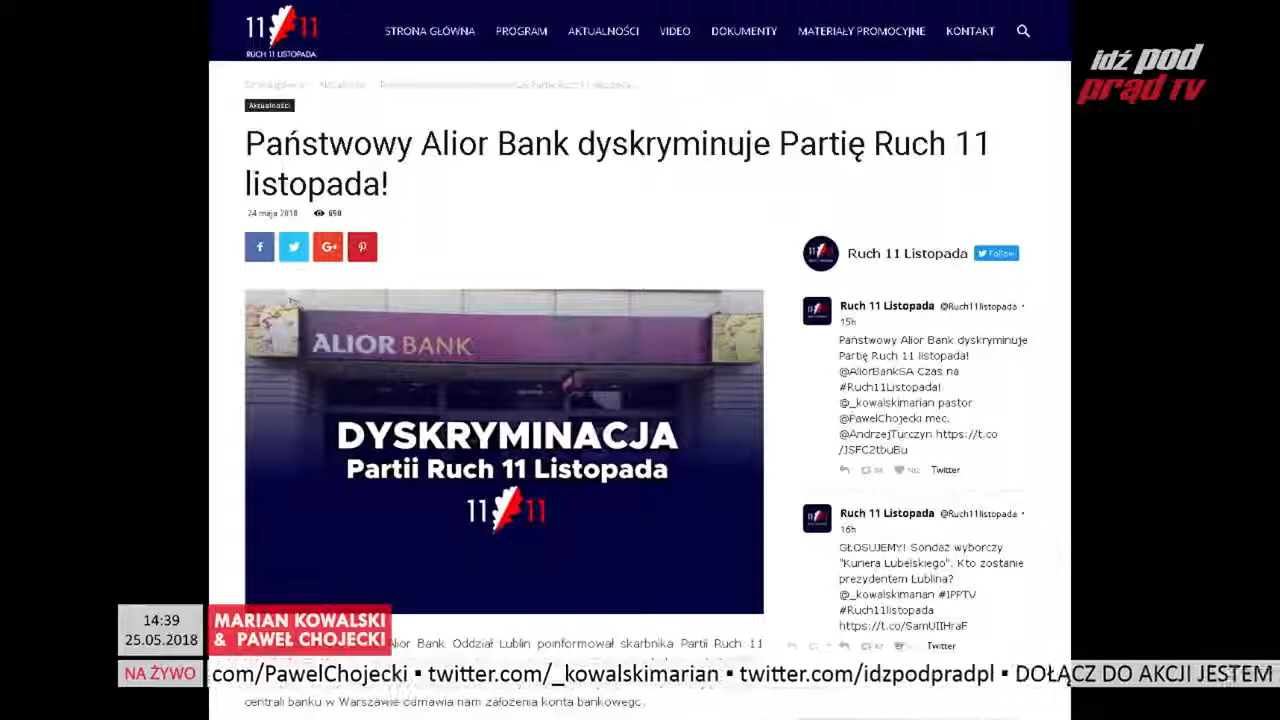 11 11
RUCH 11 LISTOPADA
STRONA GŁÓWNA PROGRAM AKTUALNOŚCI VIDEO DOKUMENTY MATERIAŁY PROMOCYJNE KONTAKT
idź pod
prąd TV
Aktualności
Państwowy Alior Bank dyskryminuje Partię Ruch 11
listopada!
24 maja 2018 690
ALIOR BANK
DYSKRYMINACJA
Partii Ruch 11 Listopada
11 11
Ruch 11 Listopada Follow
Ruch 11 Listopada @Ruch11listopada •
15h
Państwowy Alior Bank dyskryminuje
Partię Ruch 11 listopada!
@AliorBankSA Czas na
#Ruch11Listopada!
@_kowalskimarian pastor
@PawelChojecki mec.
@AndrzejTurczyn https://t.co
/JSFC2tbuBu
Twitter
Ruch 11 Listopada @Ruch11listopada •
16h
GŁOSUJEMY! Sondaż wyborczy
"Kuriera Lubelskiego". Kto zostanie
prezydentem Lublina?
@_kowalskimarian #IPPTV
#Ruch11listopada
https://t.co/SamUIIHraF
Twitter
14:39
25.05.2018
MARIAN KOWALSKI
& PAWEŁ CHOJECKI
Alior Bank Oddział Lublin poinformował skarbnika Partii Ruch 11
NA ŻYWO
com/PawelChojecki ▪ twitter.com/_kowalskimarian ▪ twitter.com/idzpodpradpl ▪ DOŁĄCZ DO AKCJI JESTEM
centrali banku w Warszawie odmawia nam założenia konta bankowego.